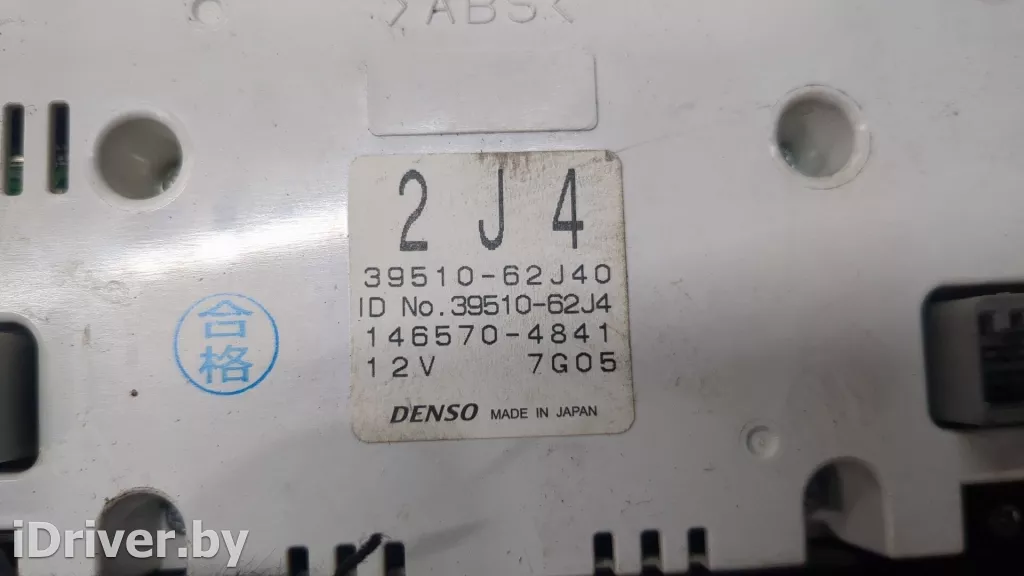 >ABS<
2 J 4
39510-62J40
ID No.39510-62J4
146570-4841
12V 7G05
DENSO MADE IN JAPAN
合格
iDriver.by